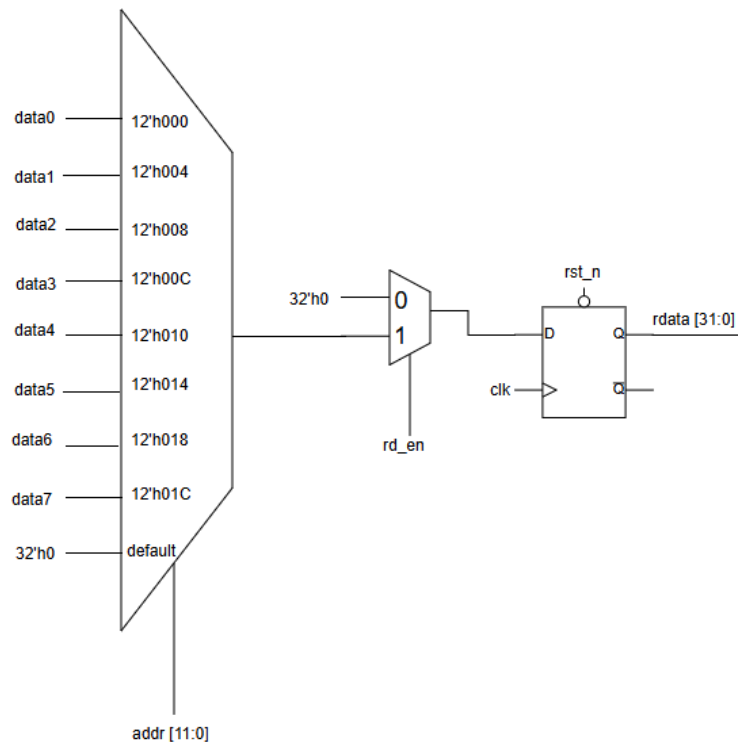 data0 12'h000
data1 12'h004
data2 12'h008
data3 12'h00C
data4 12'h010
data5 12'h014
data6 12'h018
data7 12'h01C
32'h0 default
addr [11:0]
32'h0 0
1
rd_en
rst_n
D Q rdata [31:0]
clk Q̅